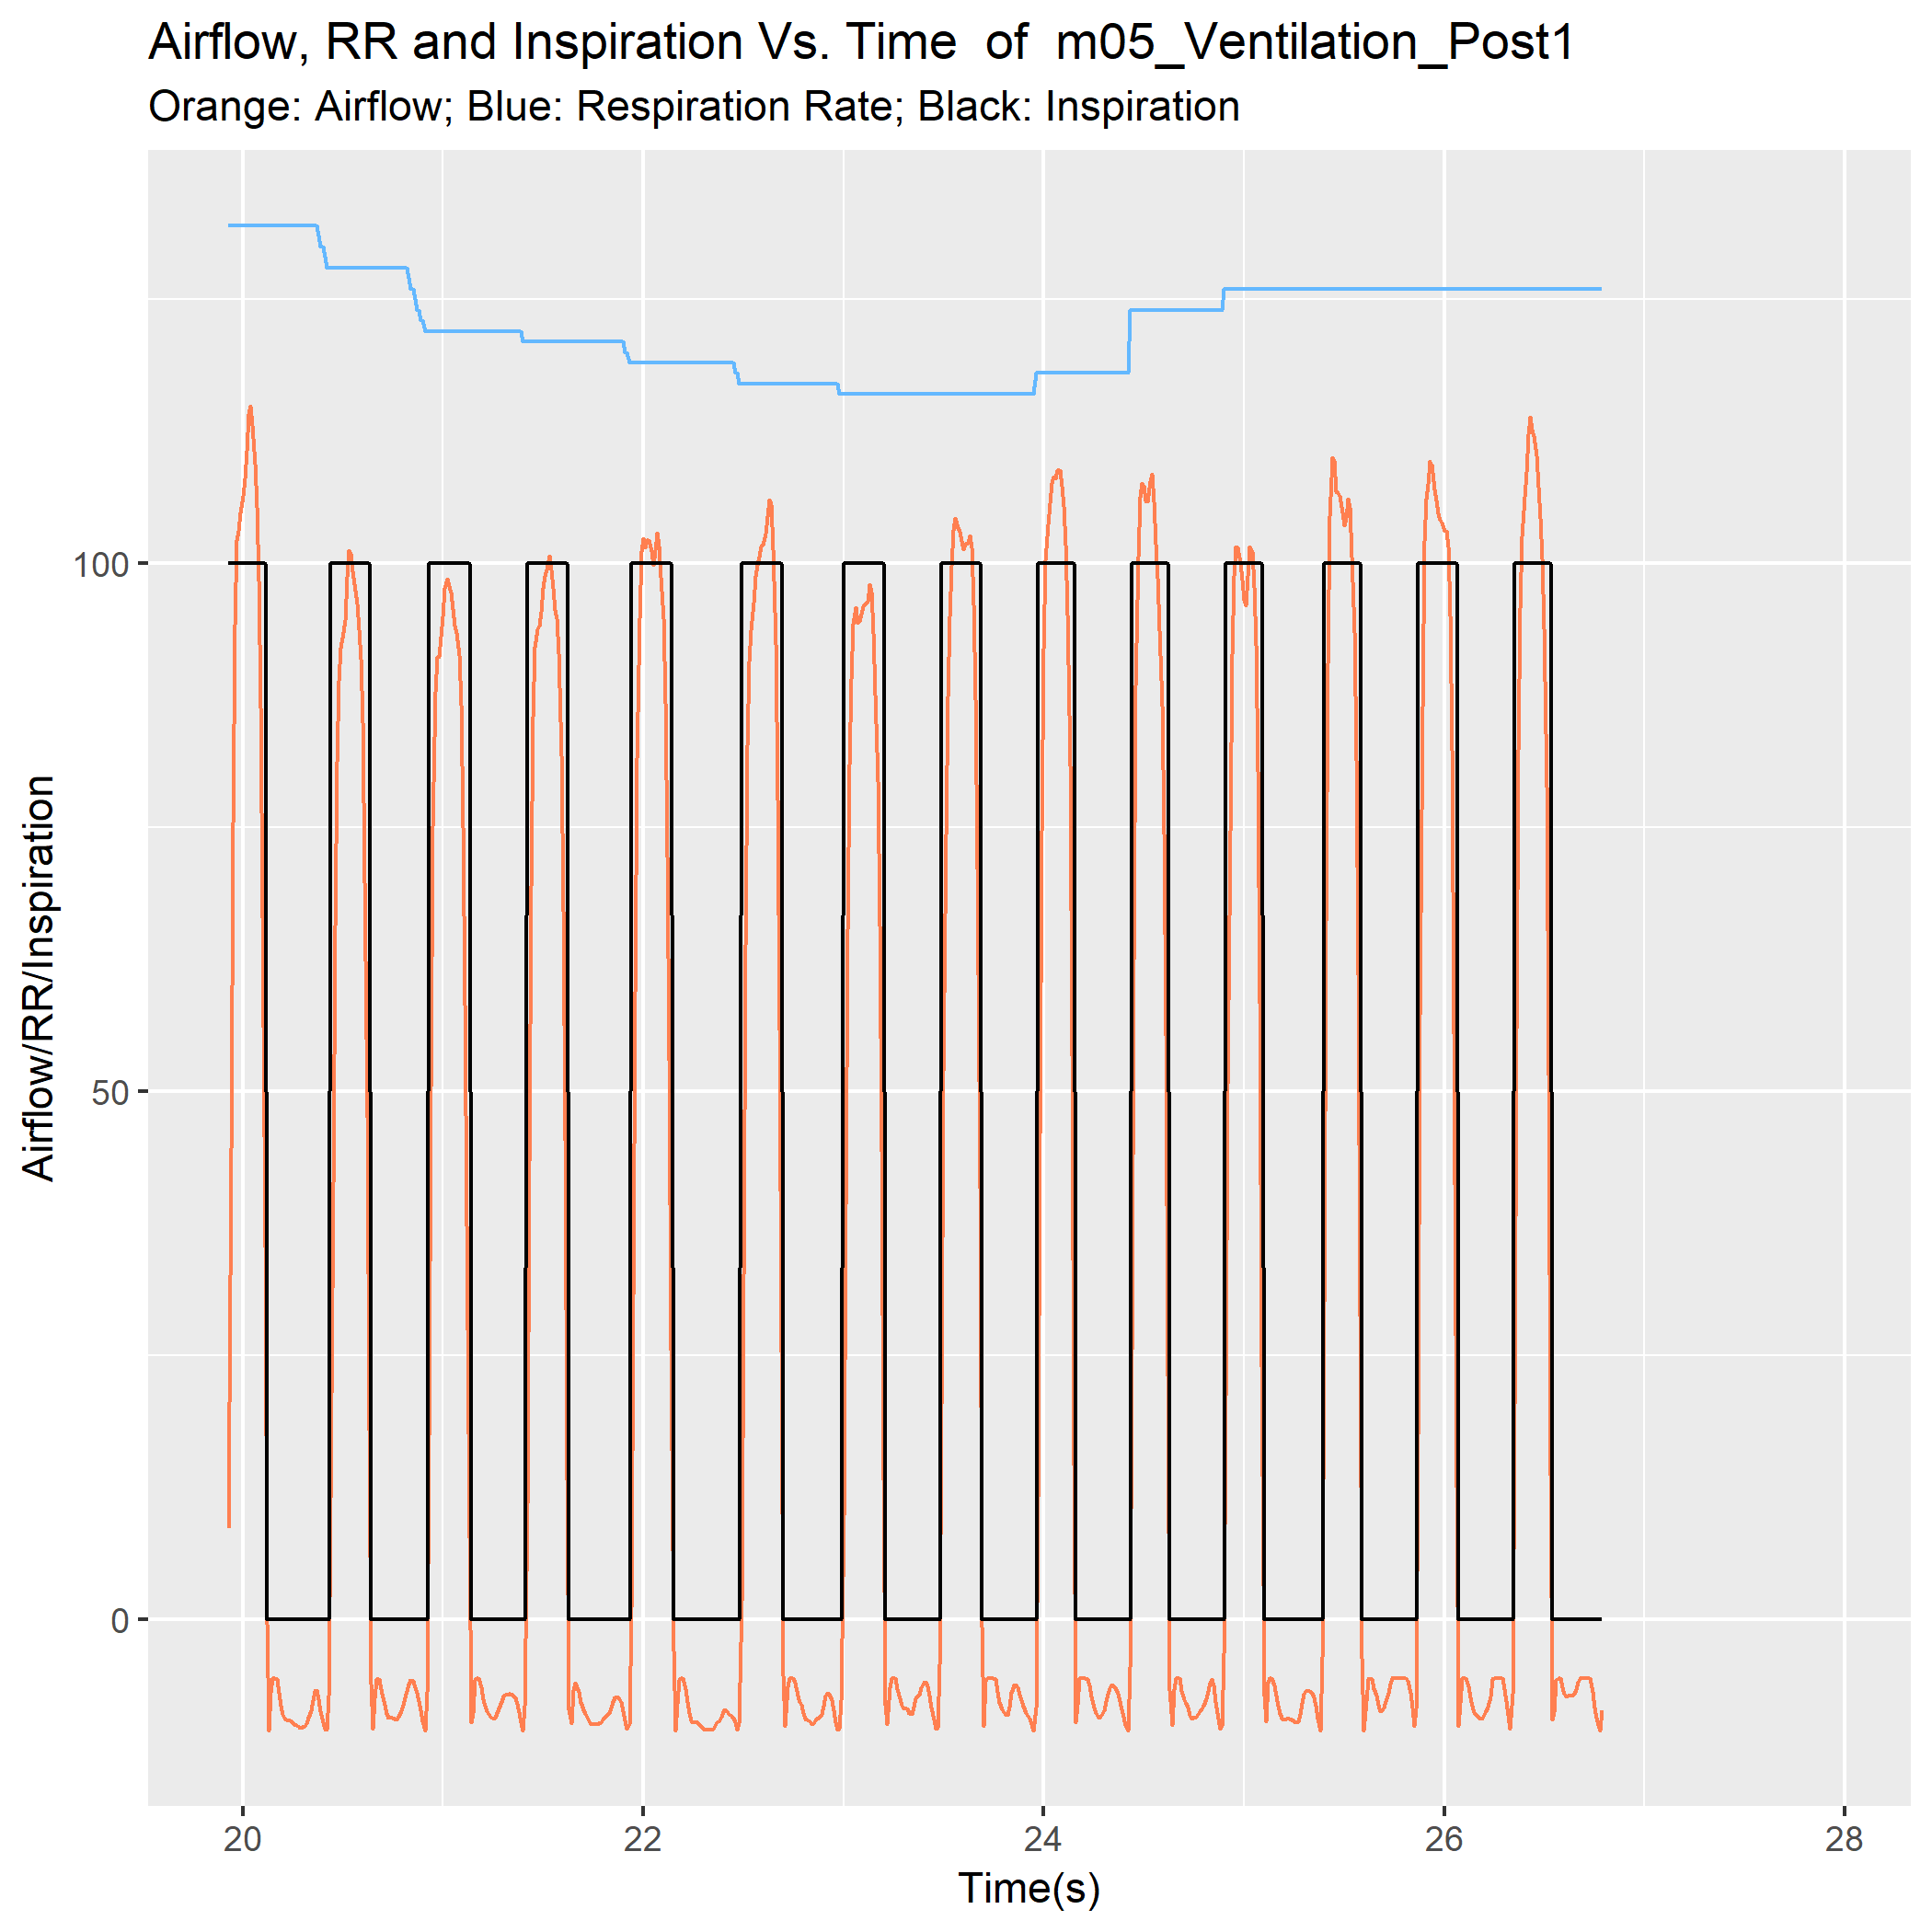 Airflow, RR and Inspiration Vs. Time  of  m05_Ventilation_Post1
Orange: Airflow; Blue: Respiration Rate; Black: Inspiration
Airflow/RR/Inspiration
100
50
0
20 22 24 26 28
Time(s)